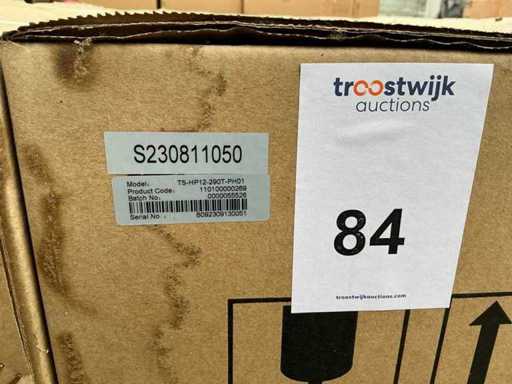 troostwijk
auctions
S230811050
Model: TS-HP12-290T-PH01
Product Code: 110100000269
Batch No. 0000055526
Serial No. 8092309130051
84
troostwijkauctions.com